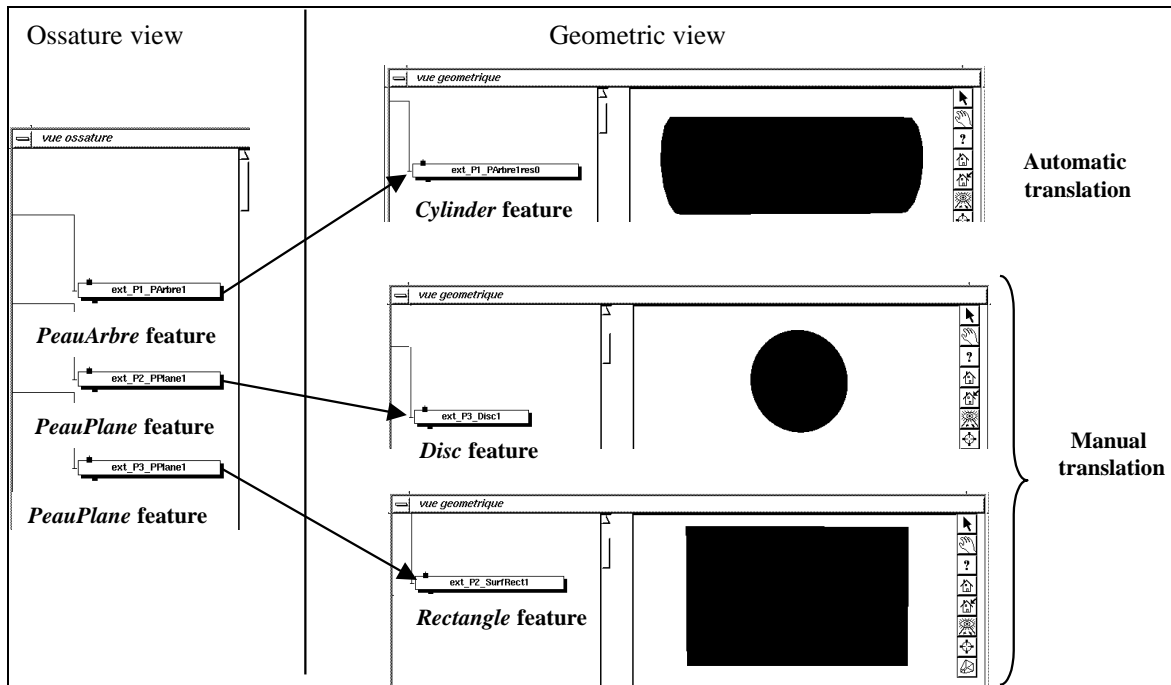 Ossature view
Geometric view
vue ossature
ext_P1_PArbre1
PeauArbre feature
ext_P2_PPlane1
PeauPlane feature
ext_P3_PPlane1
PeauPlane feature
vue geometrique
ext_P1_PArbre1res0
Cylinder feature
?
Automatic
translation
vue geometrique
ext_P3_Disc1
Disc feature
?
vue geometrique
ext_P2_SurfRect1
Rectangle feature
?
Manual
translation